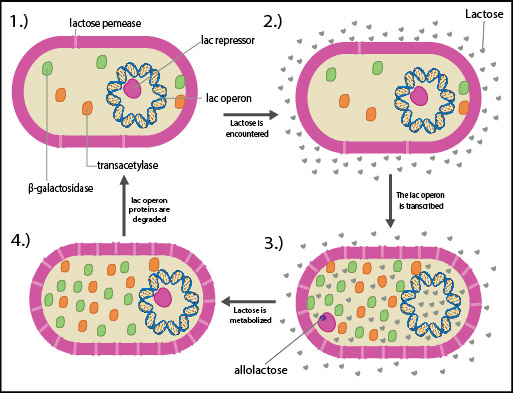 1.)
lactose pemease
lac repressor
lac operon
transacetylase
β-galactosidase
2.)
Lactose
Lactose is
encountered
The lac operon
is transcribed
3.)
allolactose
Lactose is
metabolized
4.)
lac operon
proteins are
degraded